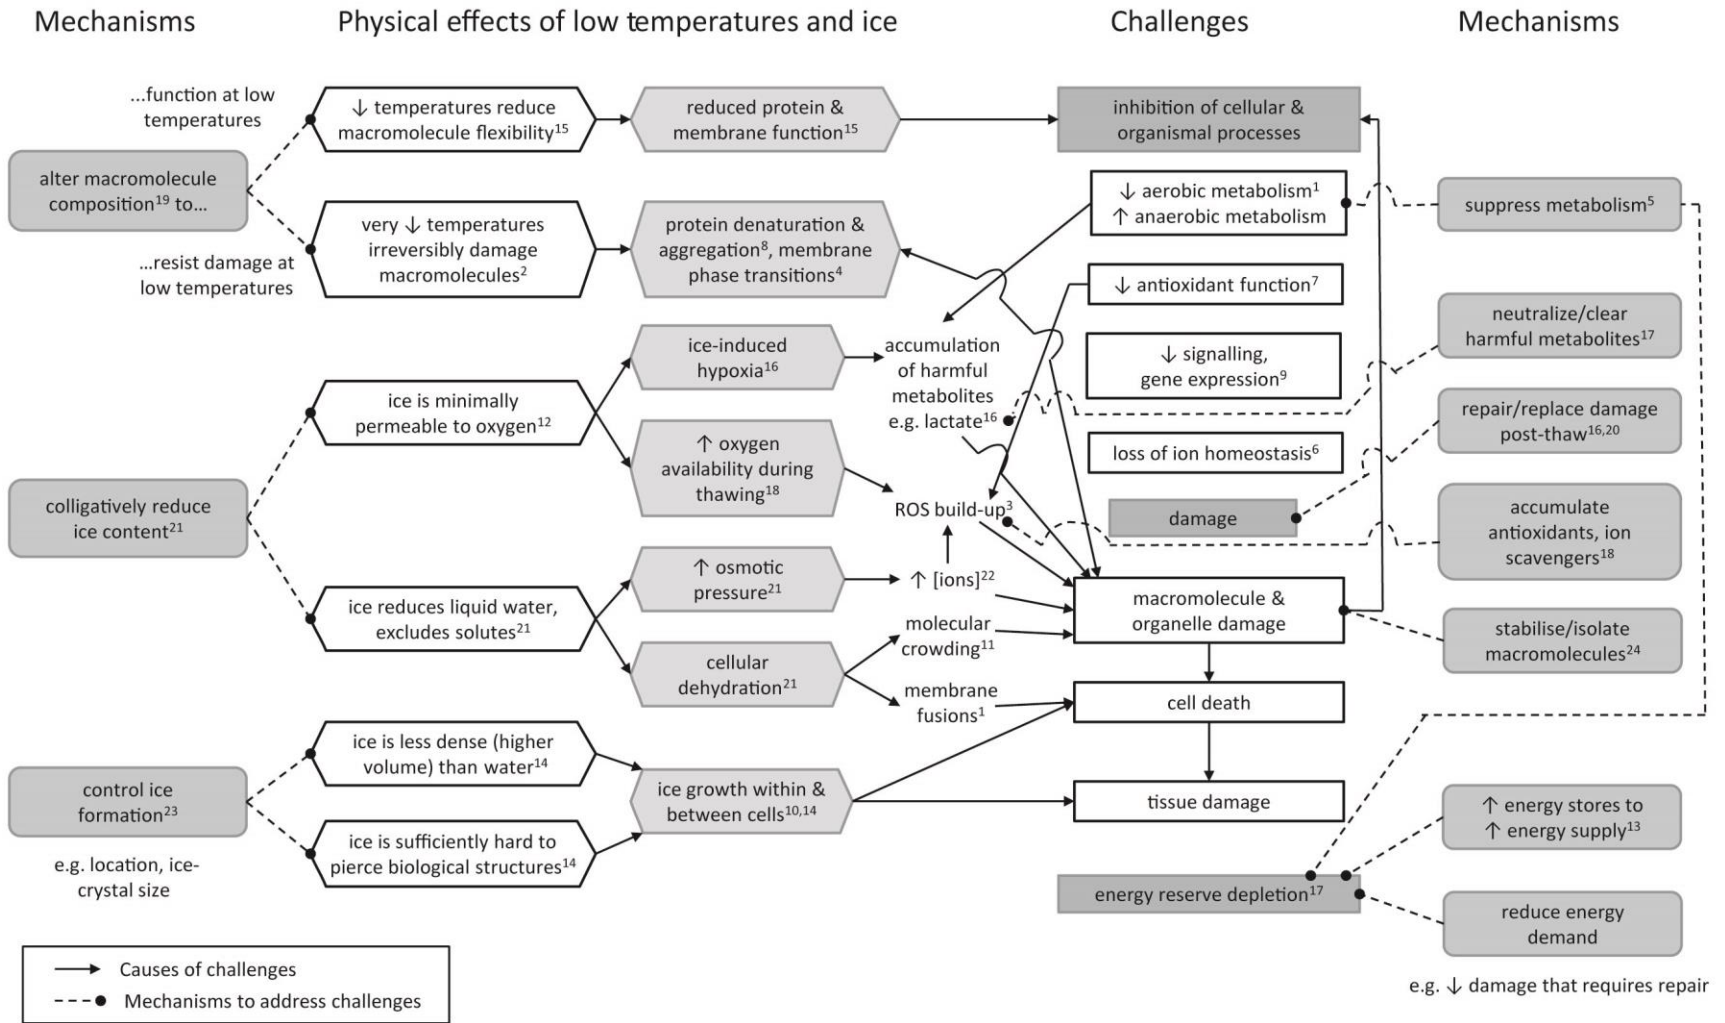 Mechanisms
Physical effects of low temperatures and ice
Challenges
Mechanisms
...function at low
temperatures
alter macromolecule
composition¹⁹ to...
...resist damage at
low temperatures
↓ temperatures reduce
macromolecule flexibility¹⁵
reduced protein &
membrane function¹⁵
inhibition of cellular &
organismal processes
very ↓ temperatures
irreversibly damage
macromolecules²
protein denaturation &
aggregation⁸, membrane
phase transitions⁴
↓ aerobic metabolism¹
↑ anaerobic metabolism
suppress metabolism⁵
↓ antioxidant function⁷
neutralize/clear
harmful metabolites¹⁷
colligatively reduce
ice content²¹
ice is minimally
permeable to oxygen¹²
ice-induced
hypoxia¹⁶
accumulation
of harmful
metabolites
e.g. lactate¹⁶
↓ signalling,
gene expression⁹
repair/replace damage
post-thaw¹⁶,²⁰
↑ oxygen
availability during
thawing¹⁸
ROS build-up³
loss of ion homeostasis⁶
damage
accumulate
antioxidants, ion
scavengers¹⁸
ice reduces liquid water,
excludes solutes²¹
↑ osmotic
pressure²¹
↑ [ions]²²
macromolecule &
organelle damage
stabilise/isolate
macromolecules²⁴
cellular
dehydration²¹
molecular
crowding¹¹
membrane
fusions¹
cell death
control ice
formation²³
e.g. location, ice-
crystal size
ice is less dense (higher
volume) than water¹⁴
ice is sufficiently hard to
pierce biological structures¹⁴
ice growth within &
between cells¹⁰,¹⁴
tissue damage
↑ energy stores to
↑ energy supply¹³
energy reserve depletion¹⁷
reduce energy
demand
e.g. ↓ damage that requires repair
Causes of challenges
Mechanisms to address challenges